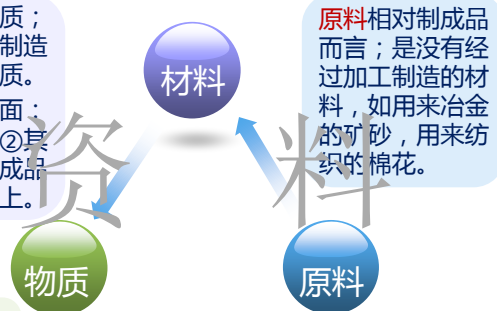 质；
制造
质。
面：
②其
成品
上。
材料
原料相对制成品
而言；是没有经
过加工制造的材
料，如用来冶金
的矿砂，用来纺
织的棉花。
资料
物质
原料